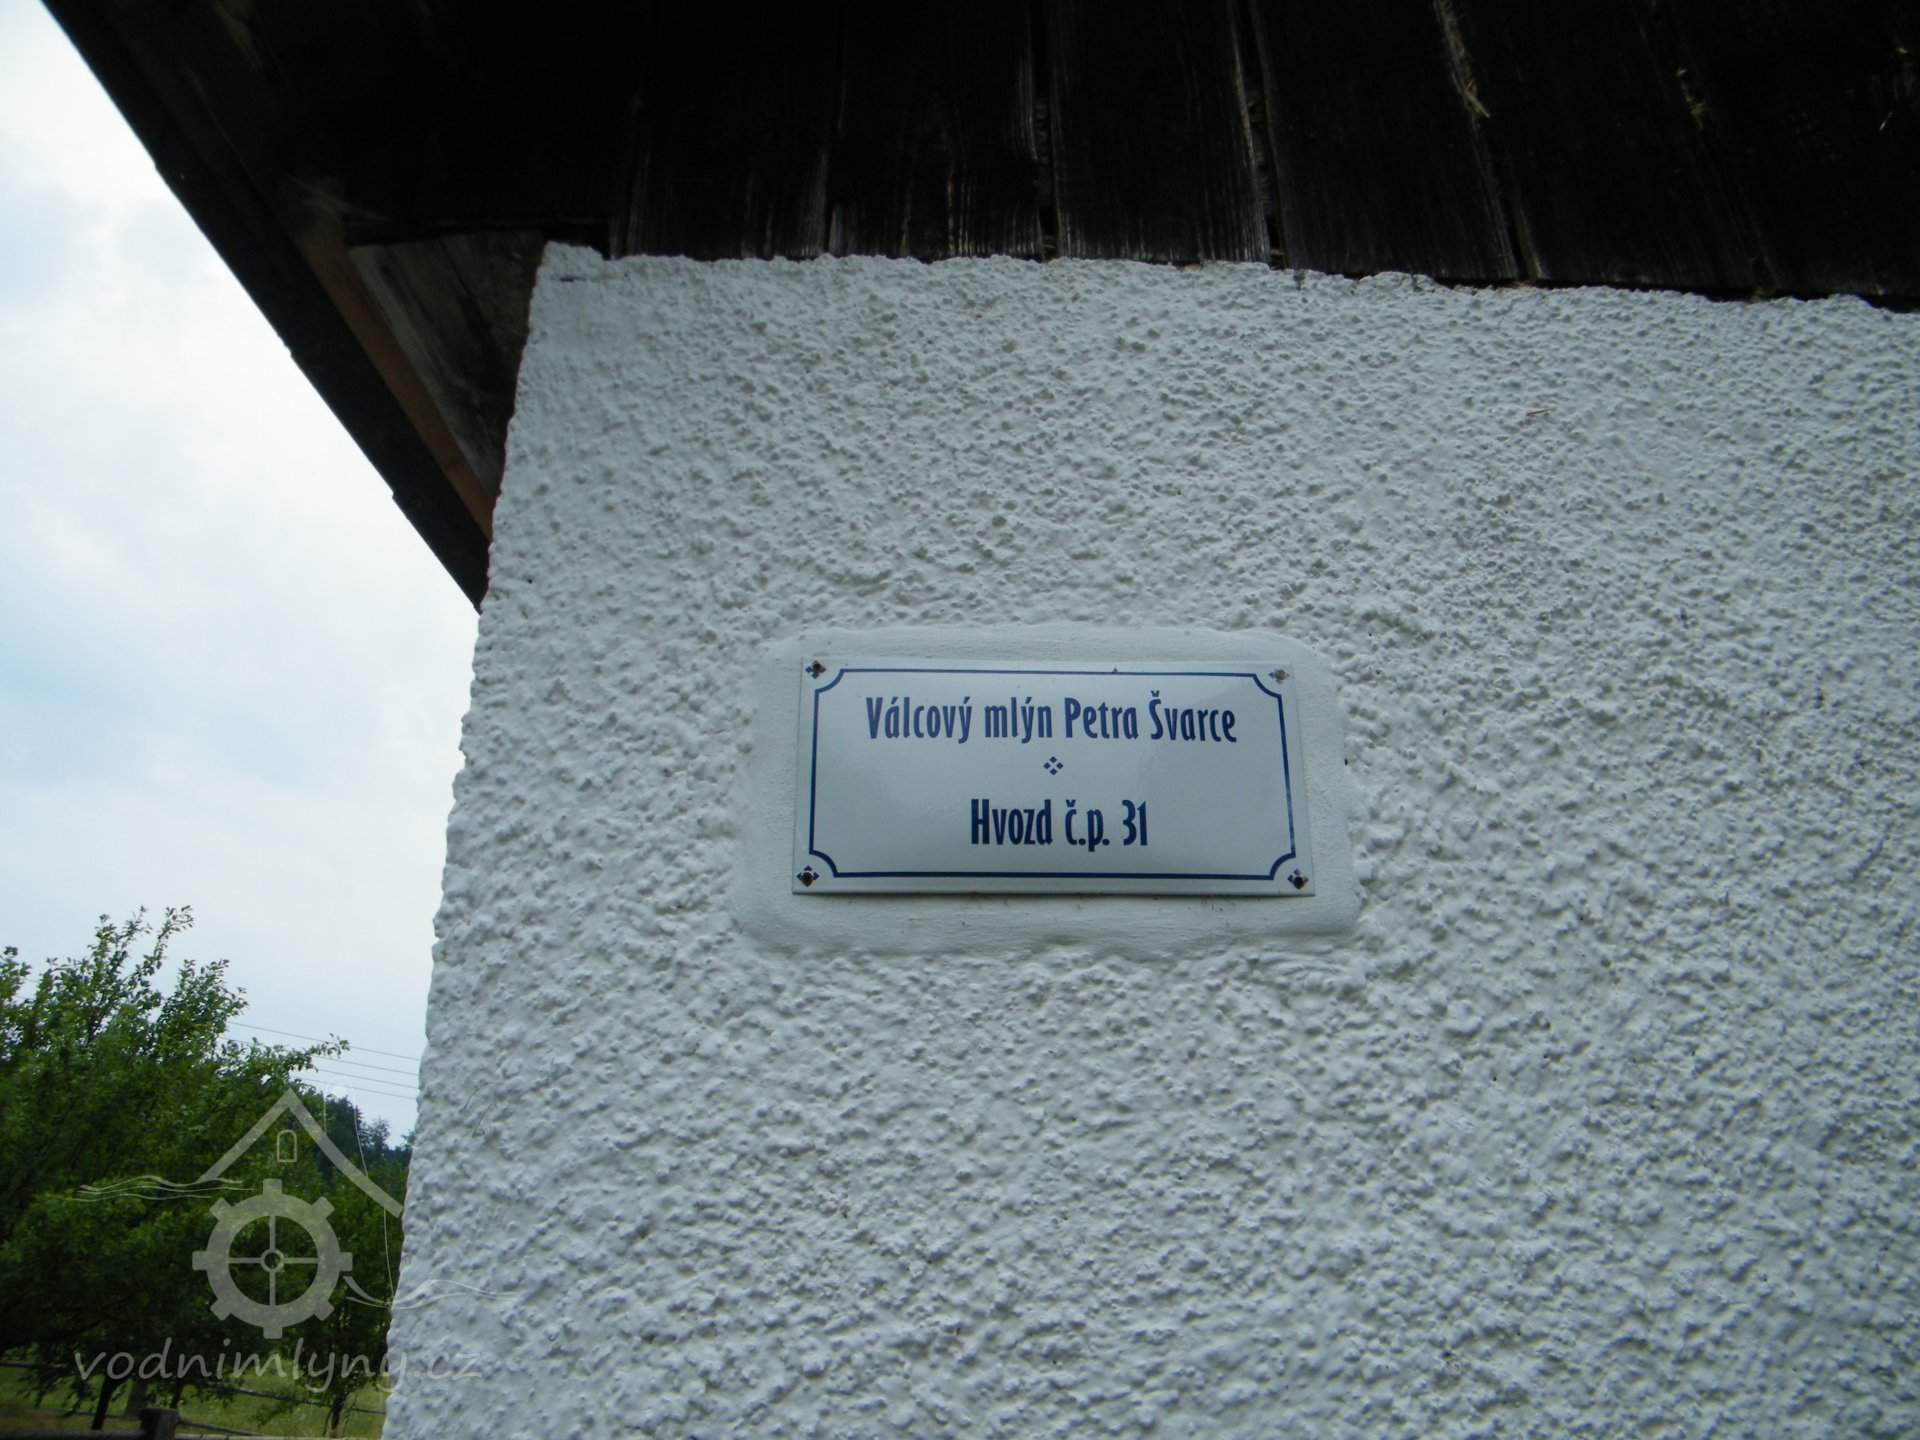 Válcový mlýn Petra Švarce
Hvozd č.p. 31
vodnimlyny.cz